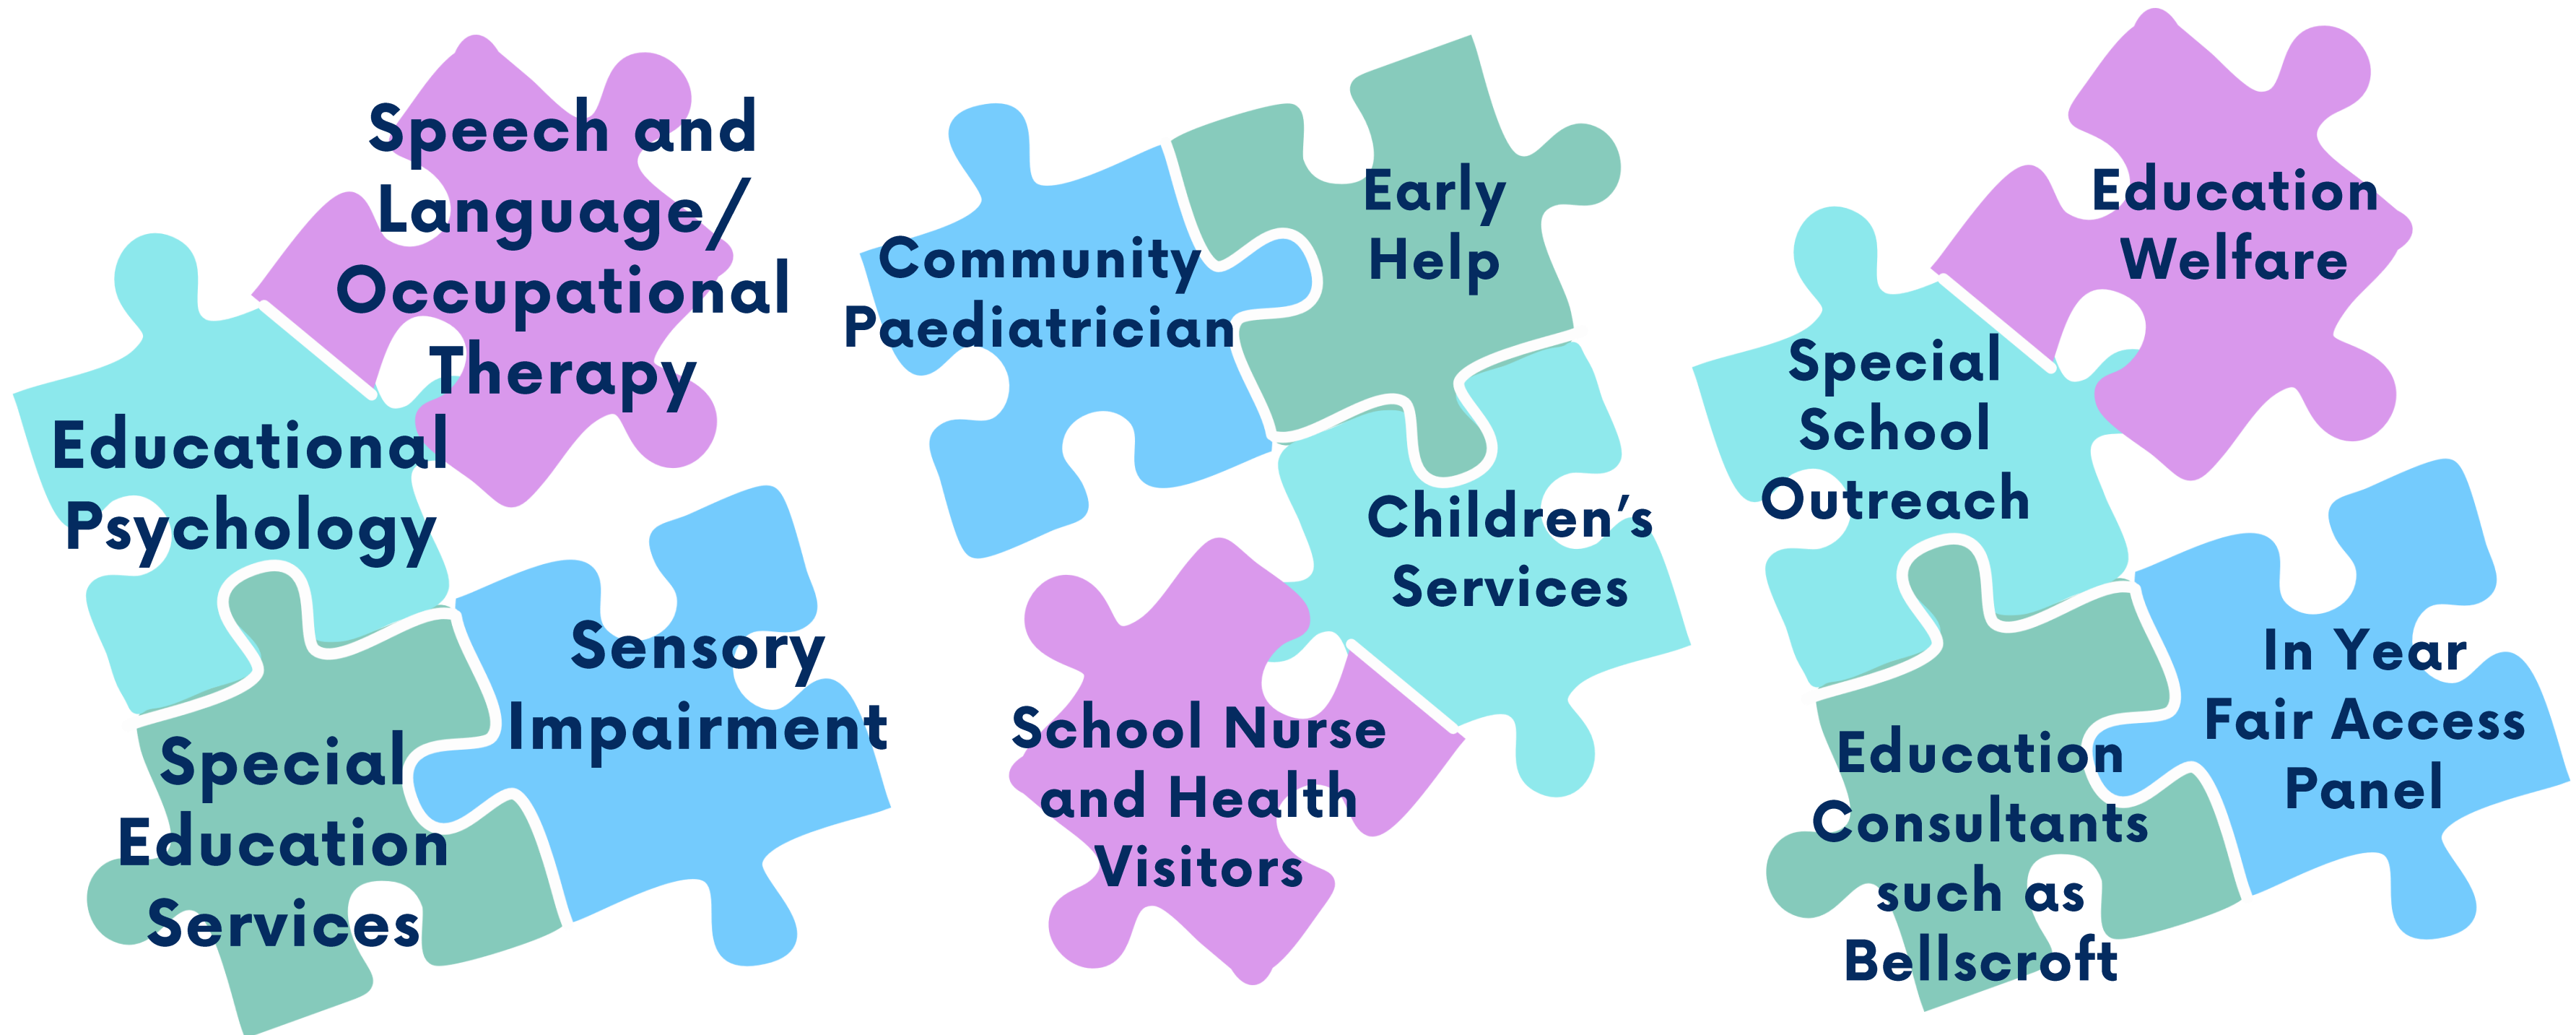 Speech and
Language/
Occupational
Therapy
Educational
Psychology
Sensory
Impairment
Special
Education
Services
Community
Paediatrician
Early
Help
Children’s
Services
School Nurse
and Health
Visitors
Education
Welfare
Special
School
Outreach
In Year
Fair Access
Panel
Education
Consultants
such as
Bellscroft